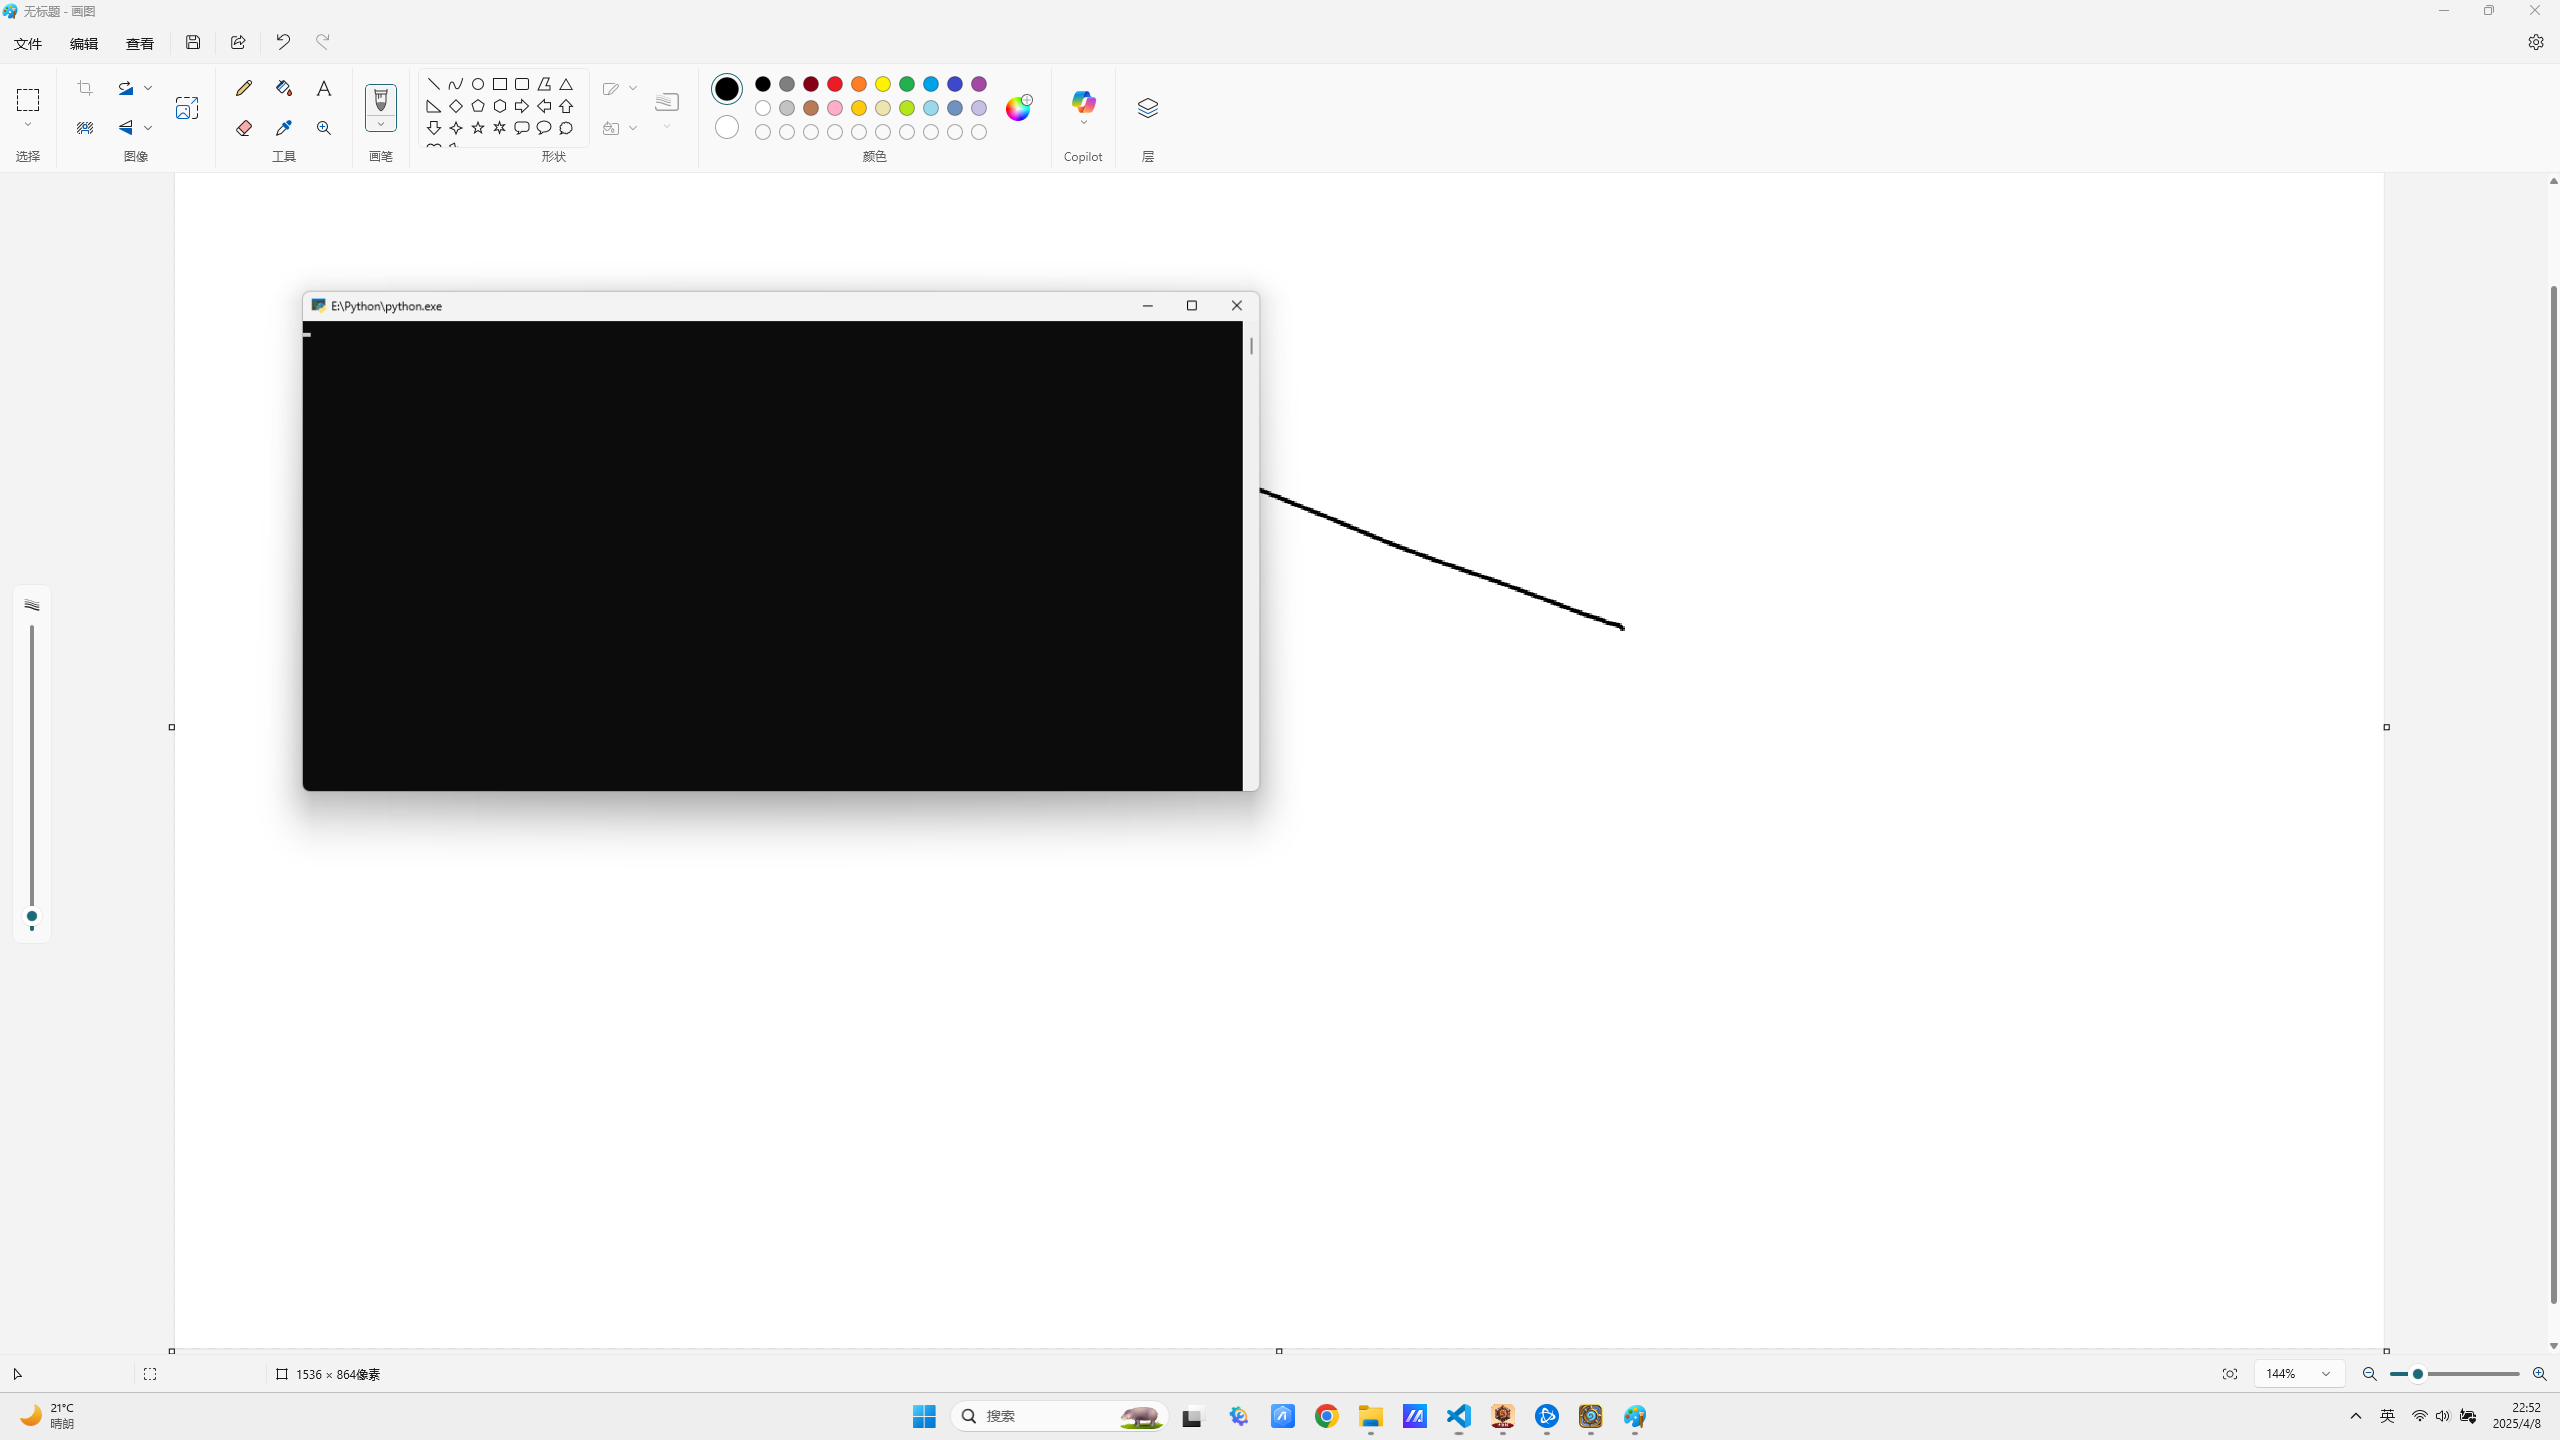 无标题 - 画图
文件 编辑 查看
选择
图像
工具
画笔
形状
颜色
Copilot
层
E:\Python\python.exe
1536 × 864像素
144%
21°C
晴朗
搜索
英
22:52
2025/4/8